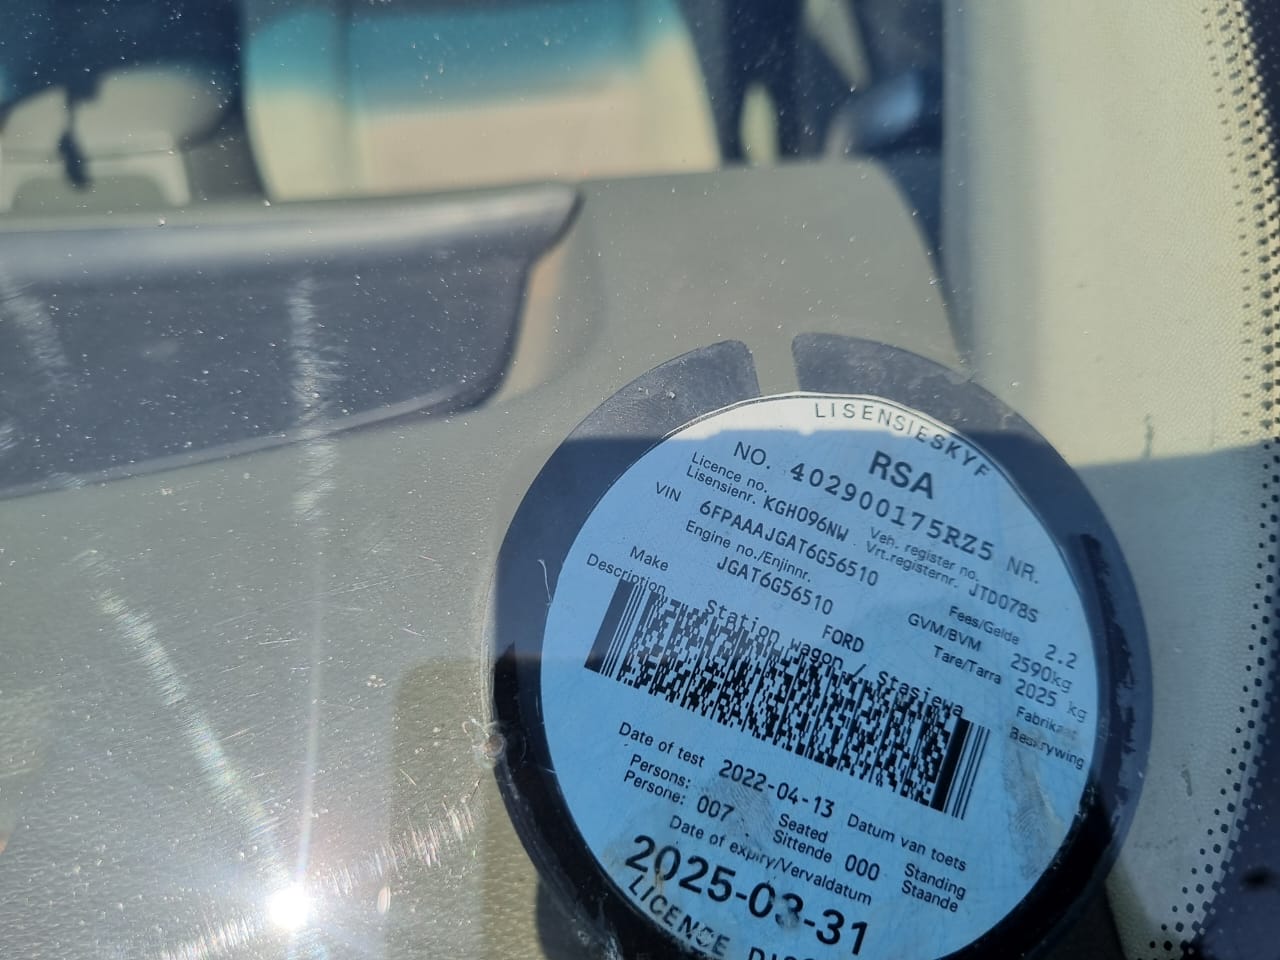 LISENSIESKYF
RSA
NO. 402900175RZ5 NR.
Licence no. Veh. register no.
Lisensienr. KGH096NW Vrt.registernr. JTD078S
VIN 6FPAAAJGAT6G56510 Fees/Gelde 2.2
Engine no./Enjinnr. GVM/BVM 2590kg
JGAT6G56510 Tare/Tarra 2025 kg
Make FORD Fabrikaat
Description Station wagon / Stasiewa Beskrywing
Date of test 2022-04-13 Datum van toets
Persons: Seated Standing
Persone: 007 Sittende 000 Staande
Date of expiry/Vervaldatum
2025-03-31
LICENSE